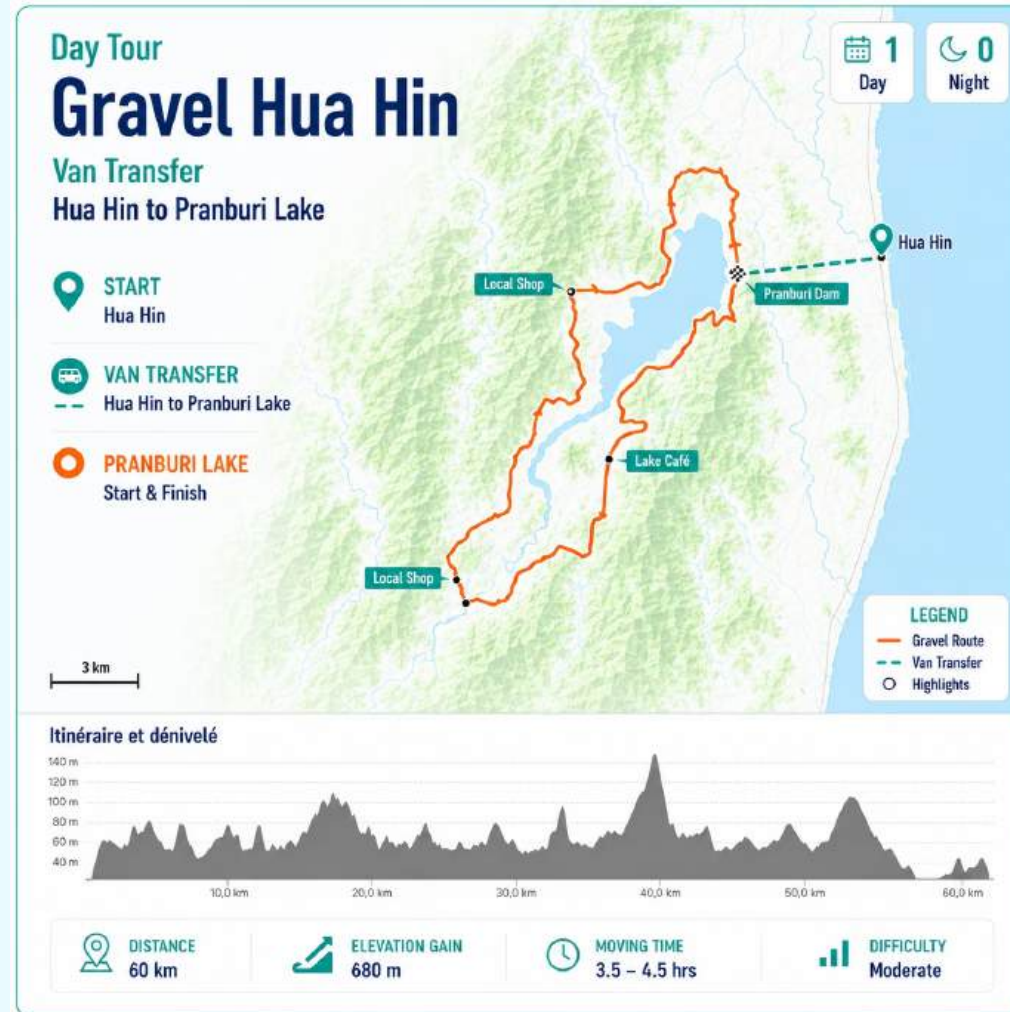 Day Tour
Gravel Hua Hin
Van Transfer
Hua Hin to Pranburi Lake
1
Day
0
Night
START
Hua Hin
VAN TRANSFER
Hua Hin to Pranburi Lake
PRANBURI LAKE
Start & Finish
Hua Hin
Local Shop
Pranburi Dam
Lake Café
Local Shop
3 km
LEGEND
Gravel Route
Van Transfer
Highlights
Itinéraire et dénivelé
140 m
120 m
100 m
80 m
60 m
40 m
10,0 km
20,0 km
30,0 km
40,0 km
50,0 km
60,0 km
DISTANCE
60 km
ELEVATION GAIN
680 m
MOVING TIME
3.5 – 4.5 hrs
DIFFICULTY
Moderate